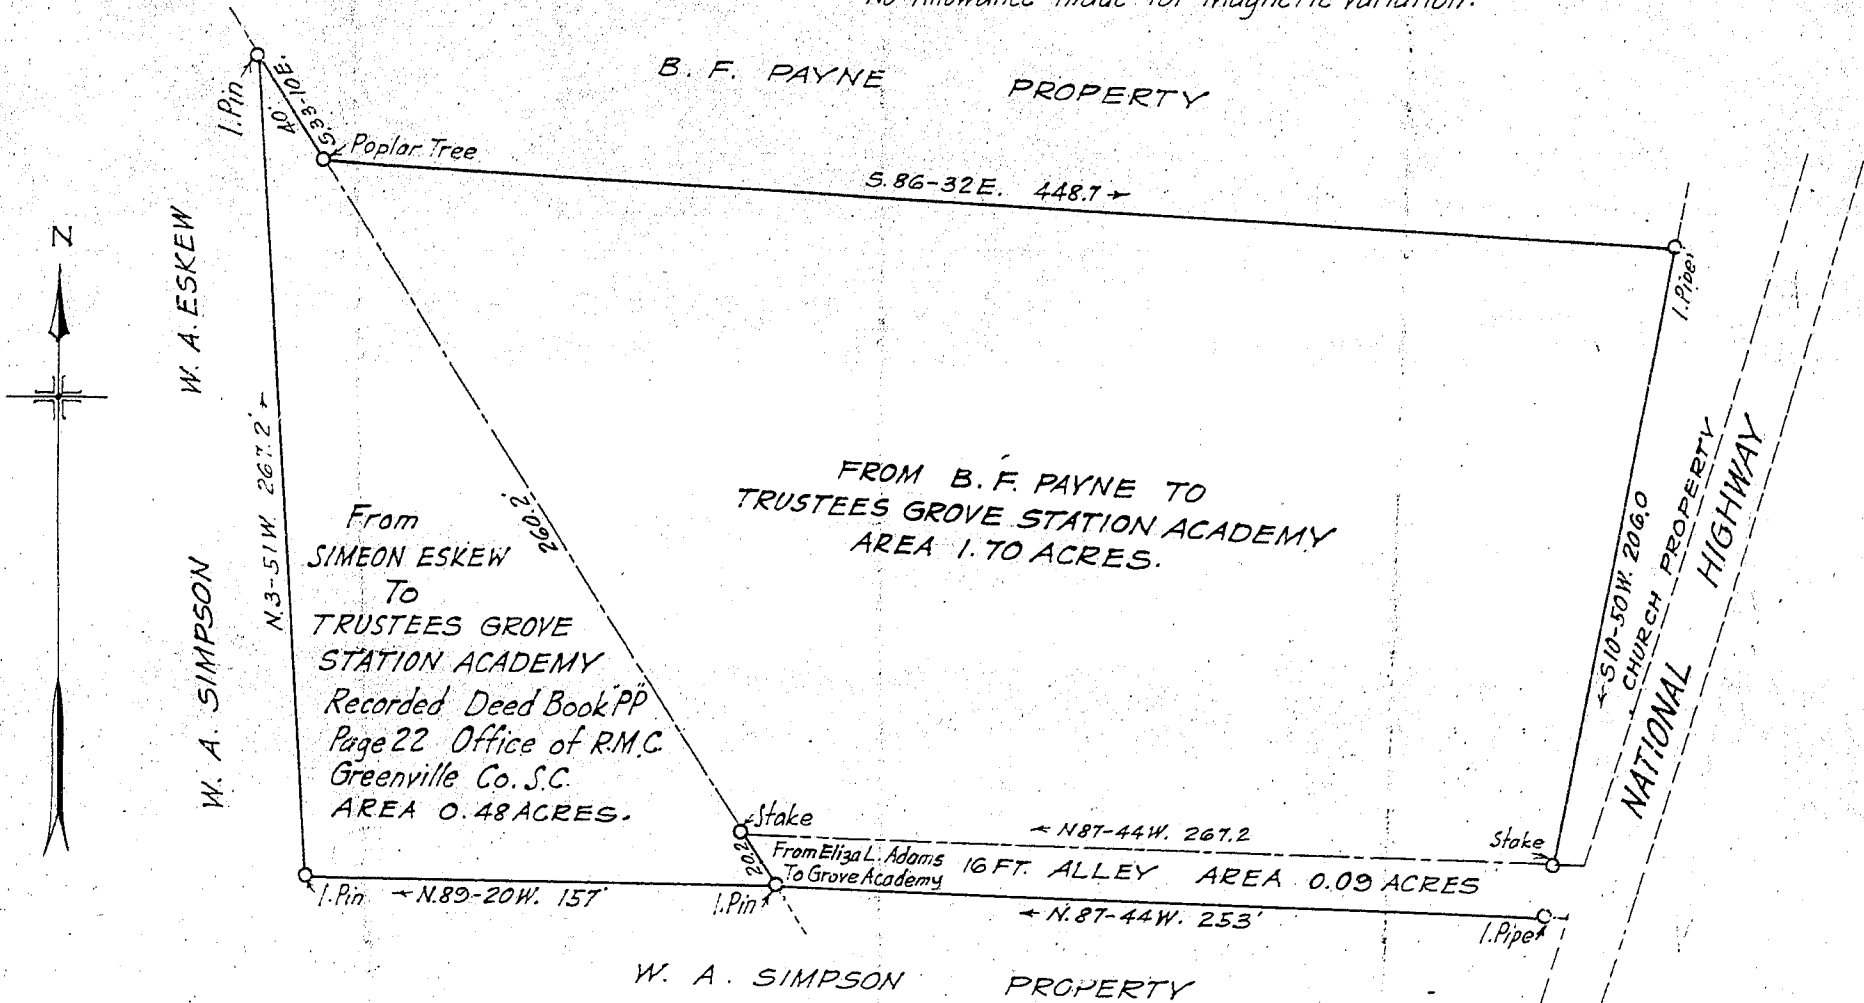 No Allowance made for magnetic variation.
B. F. PAYNE PROPERTY
I. Pin
40'
S.33-10E.
Poplar Tree
S.86-32E. 448.7
I. Pipe
N
W. A. ESKEW
N.3-51W. 267.2'
W. A. SIMPSON
260.2'
FROM B. F. PAYNE TO
TRUSTEES GROVE STATION ACADEMY
AREA 1.70 ACRES.
From
SIMEON ESKEW
To
TRUSTEES GROVE
STATION ACADEMY
Recorded Deed Book "PP"
Page 22 Office of R.M.C.
Greenville Co. S.C.
AREA 0.48 ACRES.
S10-50W. 206.0
CHURCH PROPERTY
NATIONAL HIGHWAY
Stake
N87-44W. 267.2
Stake
20.2
From Eliza L. Adams
To Grove Academy
16 FT. ALLEY AREA 0.09 ACRES
I. Pin
N.89-20W. 157'
I. Pin
N.87-44W. 253'
I. Pipe
W. A. SIMPSON PROPERTY